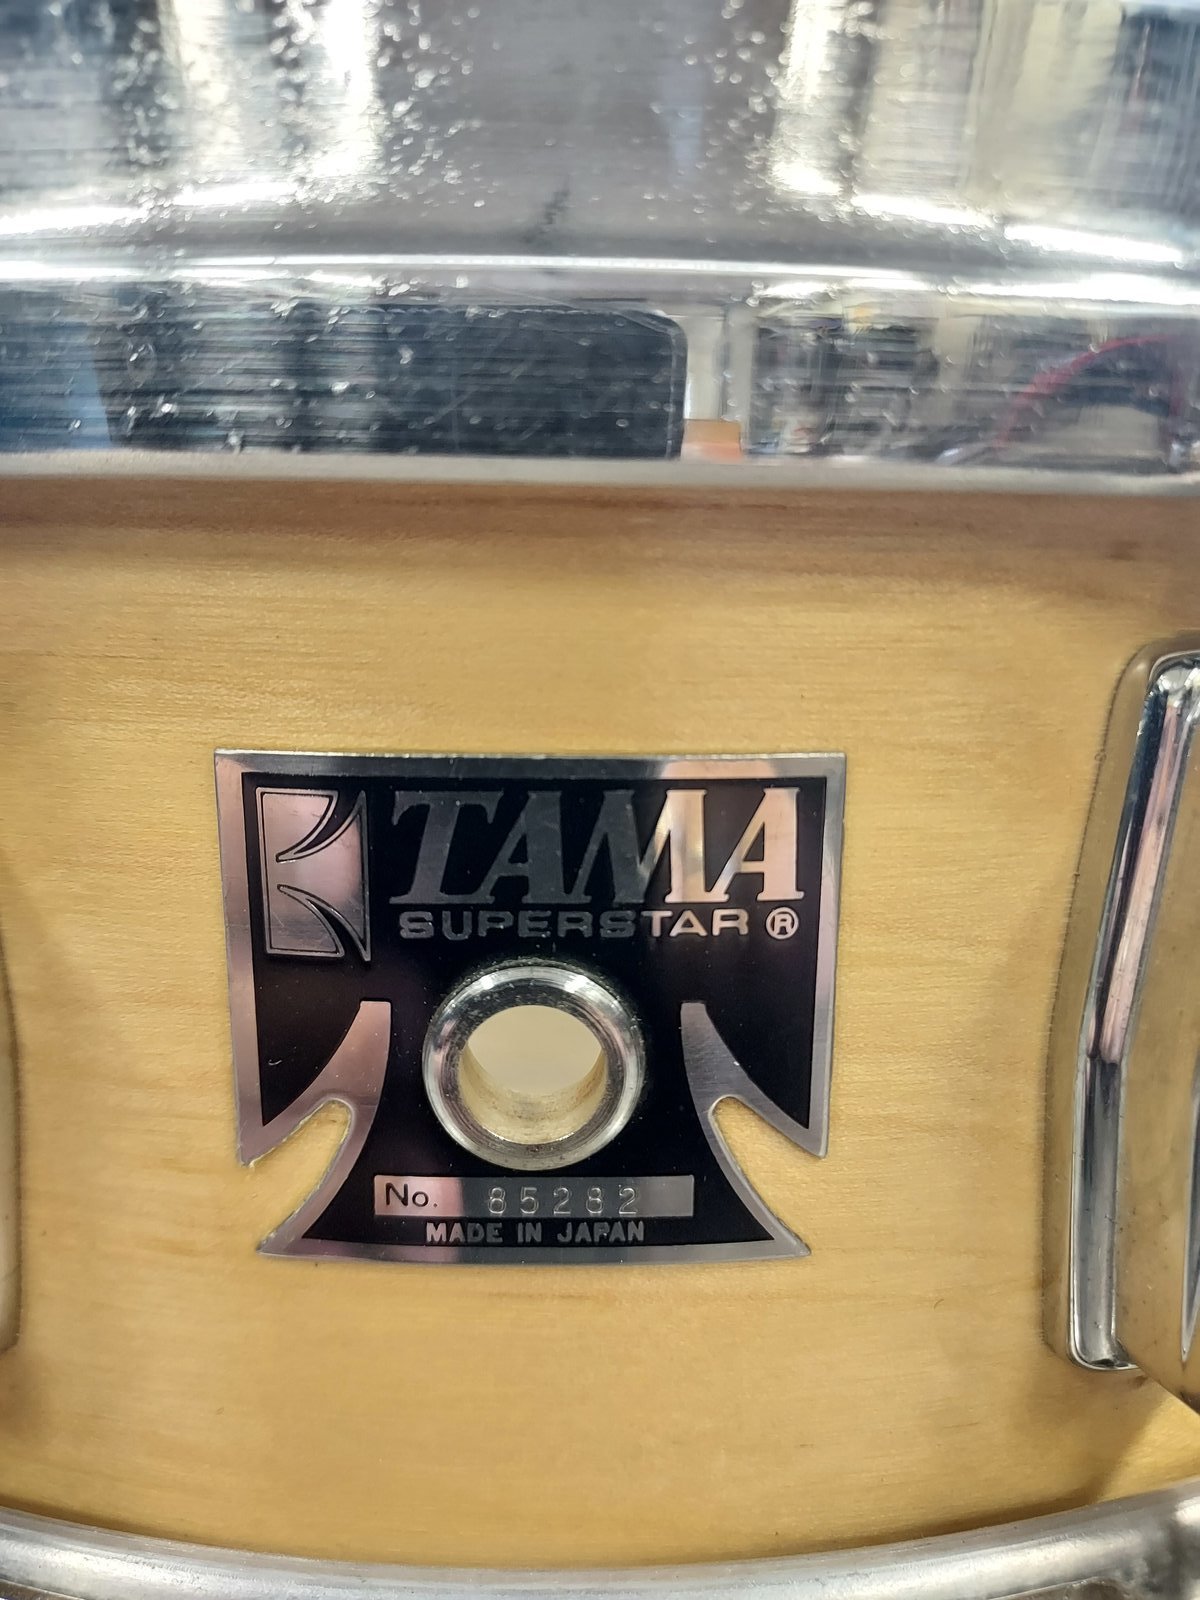 TAMA
SUPERSTAR ®
No. 85282
MADE IN JAPAN